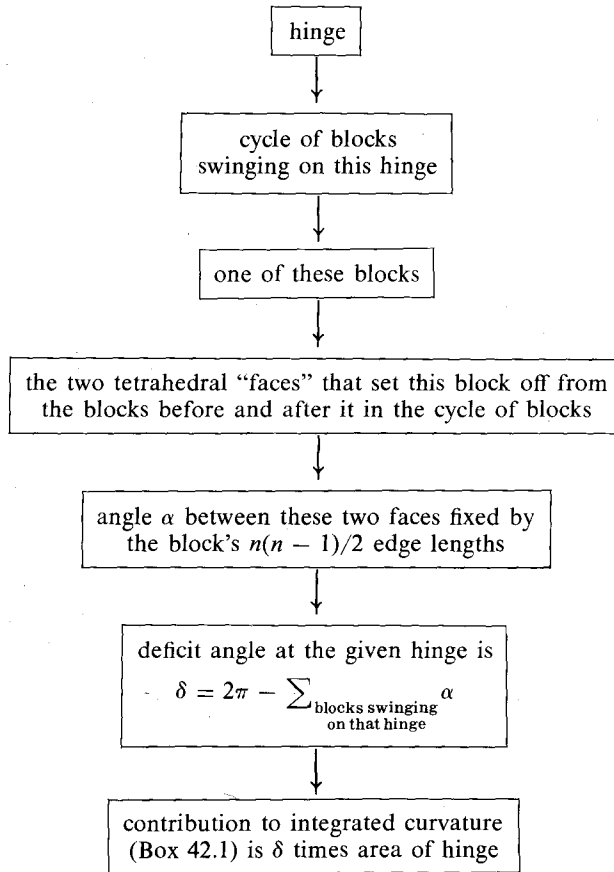 hinge
cycle of blocks
swinging on this hinge
one of these blocks
the two tetrahedral “faces” that set this block off from
the blocks before and after it in the cycle of blocks
angle α between these two faces fixed by
the block’s n(n − 1)/2 edge lengths
deficit angle at the given hinge is
δ = 2π − ∑ blocks swinging on that hinge α
contribution to integrated curvature
(Box 42.1) is δ times area of hinge